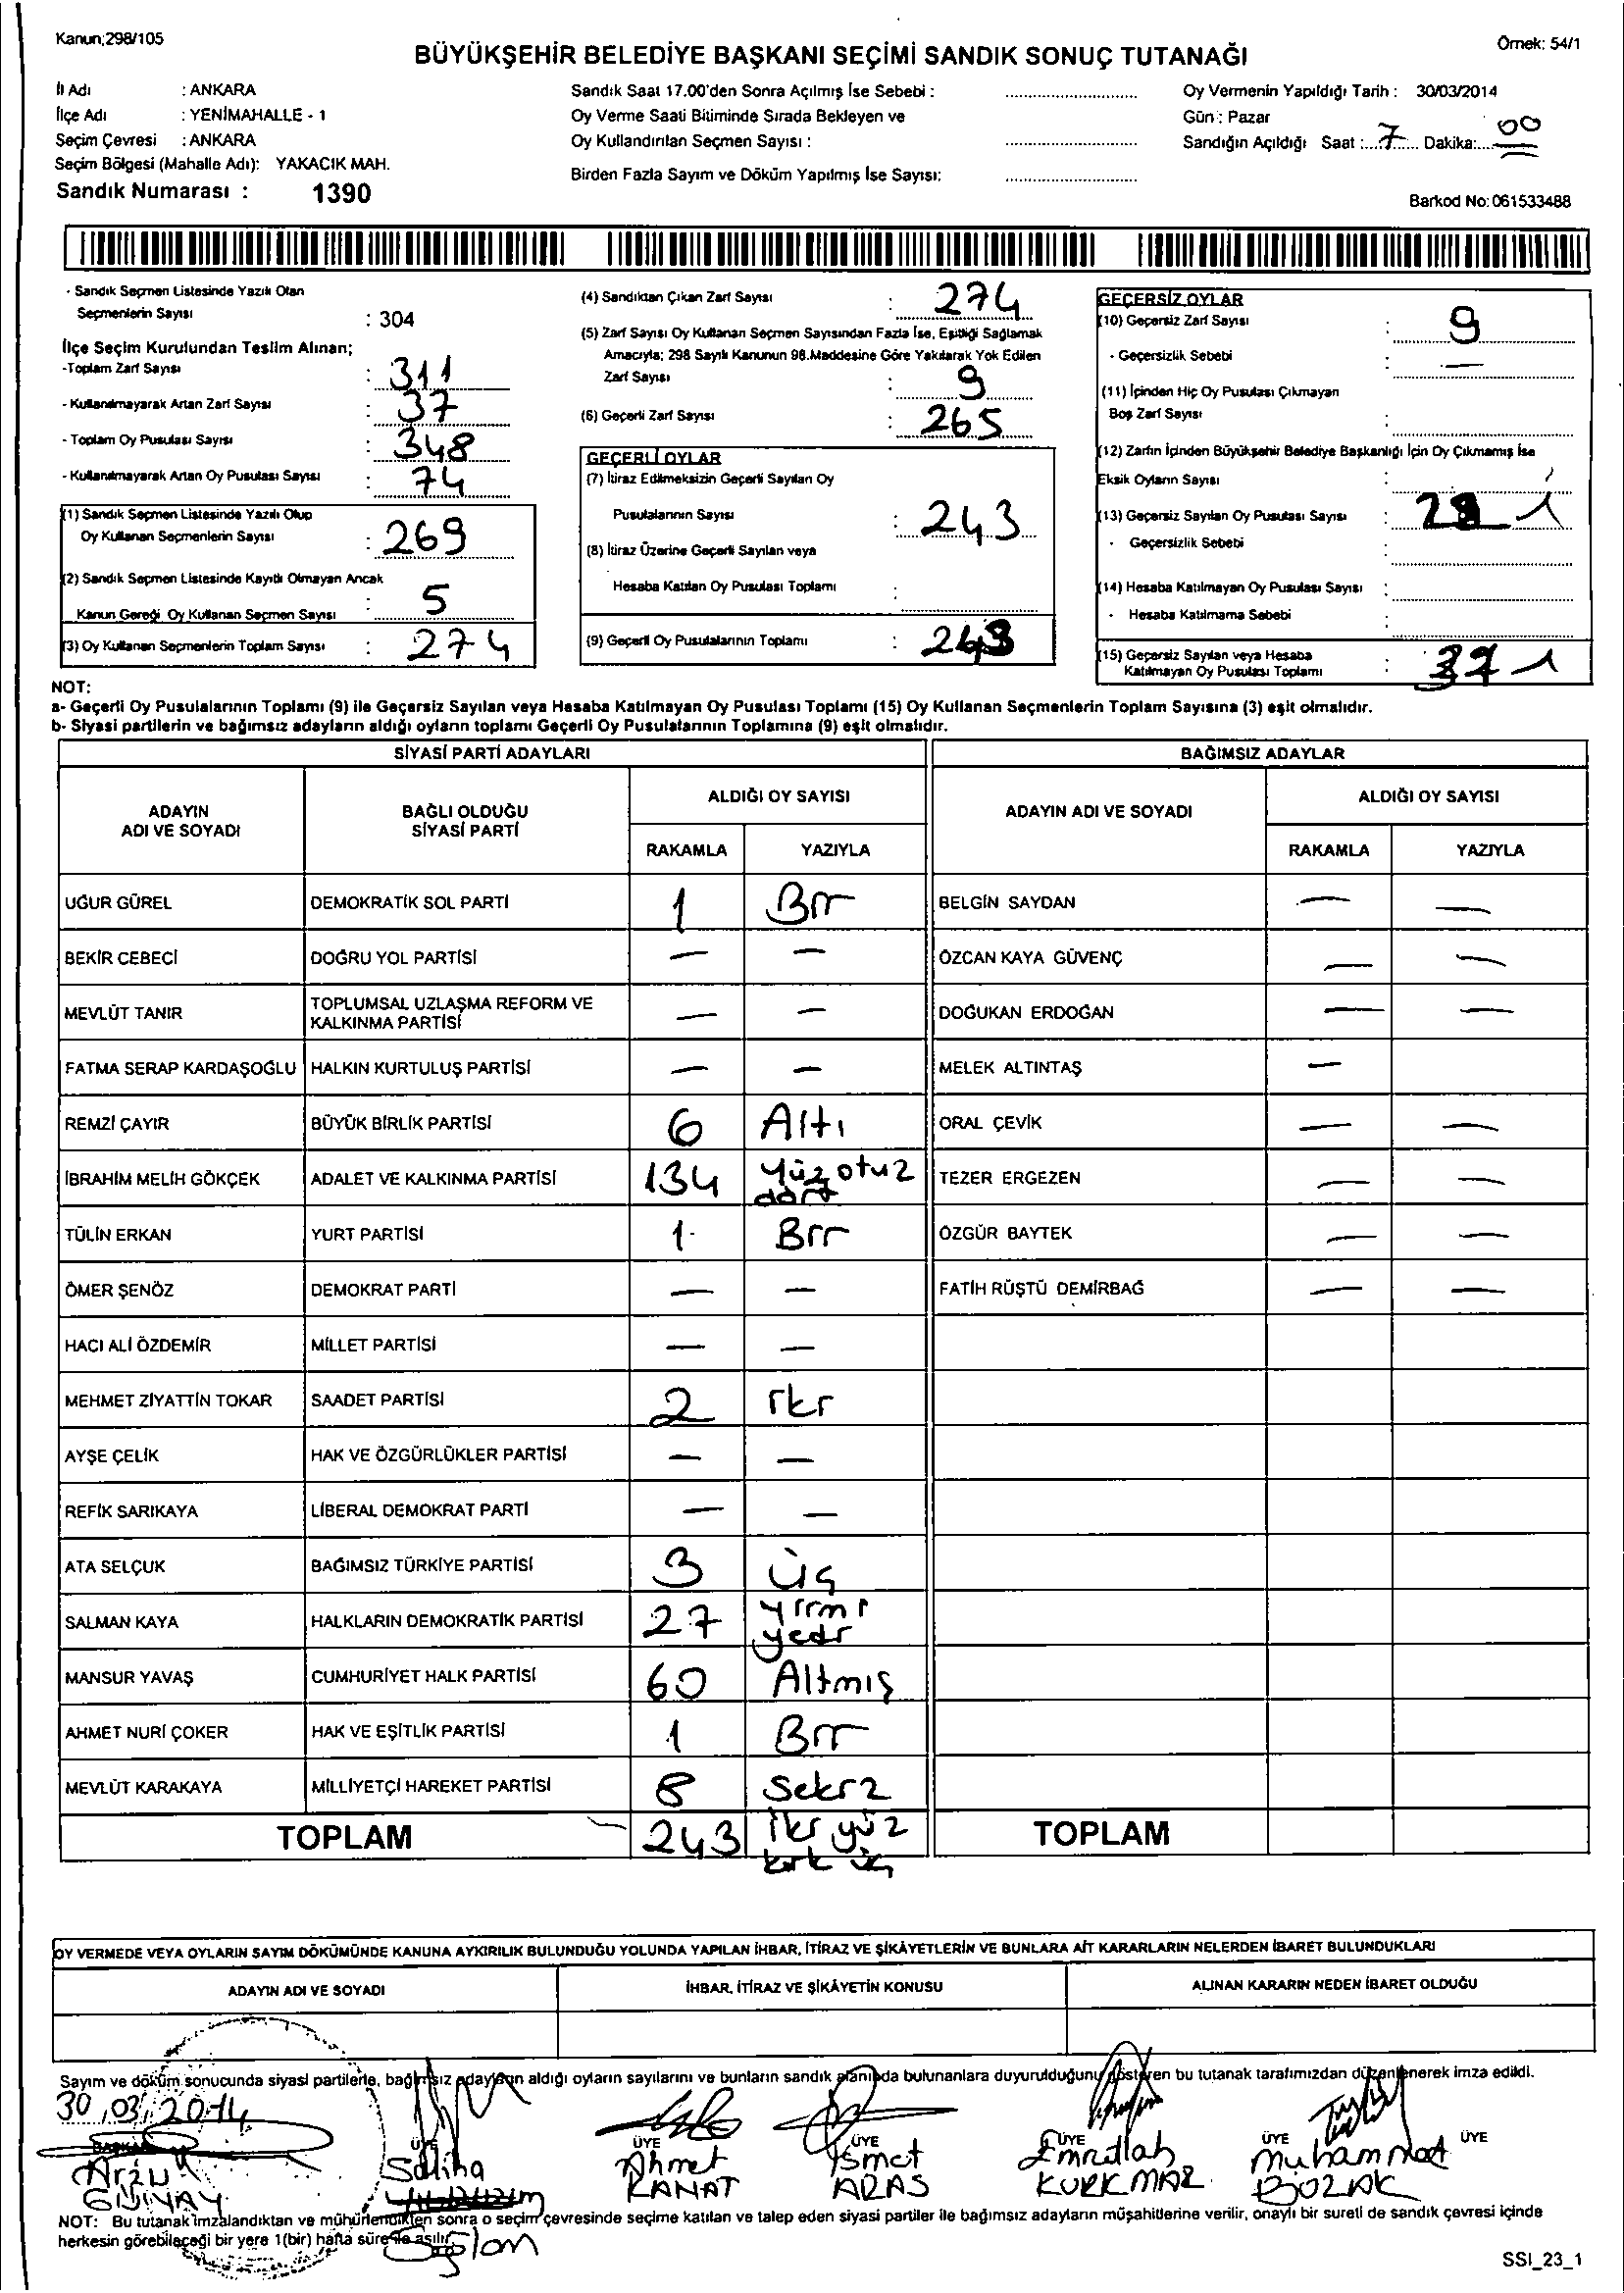 Kanun;298/105
Örnek: 54/1
BÜYÜKŞEHİR BELEDİYE BAŞKANI SEÇİMİ SANDIK SONUÇ TUTANAĞI
İl Adı : ANKARA
İlçe Adı : YENİMAHALLE - 1
Seçim Çevresi : ANKARA
Seçim Bölgesi (Mahalle Adı): YAKACIK MAH.
Sandık Numarası : 1390
Sandık Saat 17.00'den Sonra Açılmış İse Sebebi :
Oy Verme Saati Bitiminde Sırada Bekleyen ve
Oy Kullandırılan Seçmen Sayısı :
Birden Fazla Sayım ve Döküm Yapılmış İse Sayısı:
Oy Vermenin Yapıldığı Tarih : 30/03/2014
Gün : Pazar
Sandığın Açıldığı Saat : 7 Dakika: 00
Barkod No: 061533488
- Sandık Seçmen Listesinde Yazılı Olan
Seçmenlerin Sayısı : 304
İlçe Seçim Kurulundan Teslim Alınan;
-Toplam Zarf Sayısı : 311
- Kullanılmayarak Artan Zarf Sayısı : 37
- Toplam Oy Pusulası Sayısı : 348
- Kullanılmayarak Artan Oy Pusulası Sayısı : 74
(1) Sandık Seçmen Listesinde Yazılı Olup
Oy Kullanan Seçmenlerin Sayısı : 269
(2) Sandık Seçmen Listesinde Kayıtlı Olmayan Ancak
Kanun Gereği Oy Kullanan Seçmen Sayısı : 5
(3) Oy Kullanan Seçmenlerin Toplam Sayısı : 274
(4) Sandıktan Çıkan Zarf Sayısı : 274
(5) Zarf Sayısı Oy Kullanan Seçmen Sayısından Fazla İse, Eşitliği Sağlamak
Amacıyla; 298 Sayılı Kanunun 98.Maddesine Göre Yakılarak Yok Edilen
Zarf Sayısı : 9
(6) Geçerli Zarf Sayısı : 265
GEÇERLİ OYLAR
(7) İtiraz Edilmeksizin Geçerli Sayılan Oy
Pusulalarının Sayısı : 243
(8) İtiraz Üzerine Geçerli Sayılan veya
Hesaba Katılan Oy Pusulası Toplamı :
(9) Geçerli Oy Pusulalarının Toplamı : 243
GEÇERSİZ OYLAR
(10) Geçersiz Zarf Sayısı : 9
- Geçersizlik Sebebi : —
(11) İçinden Hiç Oy Pusulası Çıkmayan
Boş Zarf Sayısı :
(12) Zarfın İçinden Büyükşehir Belediye Başkanlığı İçin Oy Çıkmamış İse
Eksik Oyların Sayısı :
(13) Geçersiz Sayılan Oy Pusulası Sayısı :
- Geçersizlik Sebebi :
(14) Hesaba Katılmayan Oy Pusulası Sayısı :
- Hesaba Katılmama Sebebi :
(15) Geçersiz Sayılan veya Hesaba
Katılmayan Oy Pusulası Toplamı :
NOT:
a- Geçerli Oy Pusulalarının Toplamı (9) ile Geçersiz Sayılan veya Hesaba Katılmayan Oy Pusulası Toplamı (15) Oy Kullanan Seçmenlerin Toplam Sayısına (3) eşit olmalıdır.
b- Siyasi partilerin ve bağımsız adayların aldığı oyların toplamı Geçerli Oy Pusulalarının Toplamına (9) eşit olmalıdır.
SİYASİ PARTİ ADAYLARI BAĞIMSIZ ADAYLAR
ADAYIN ADI VE SOYADI BAĞLI OLDUĞU SİYASİ PARTİ ALDIĞI OY SAYISI ADAYIN ADI VE SOYADI ALDIĞI OY SAYISI
RAKAMLA YAZIYLA RAKAMLA YAZIYLA
UĞUR GÜREL DEMOKRATİK SOL PARTİ 1 Bir BELGİN SAYDAN — —
BEKİR CEBECİ DOĞRU YOL PARTİSİ — — ÖZCAN KAYA GÜVENÇ — —
MEVLÜT TANIR TOPLUMSAL UZLAŞMA REFORM VE KALKINMA PARTİSİ — — DOĞUKAN ERDOĞAN — —
FATMA SERAP KARDAŞOĞLU HALKIN KURTULUŞ PARTİSİ — — MELEK ALTINTAŞ —
REMZİ ÇAYIR BÜYÜK BİRLİK PARTİSİ 6 Altı ORAL ÇEVİK — —
İBRAHİM MELİH GÖKÇEK ADALET VE KALKINMA PARTİSİ 134 Yüz otuz dört TEZER ERGEZEN — —
TÜLİN ERKAN YURT PARTİSİ 1 Bir ÖZGÜR BAYTEK — —
ÖMER ŞENÖZ DEMOKRAT PARTİ — — FATİH RÜŞTÜ DEMİRBAĞ — —
HACI ALİ ÖZDEMİR MİLLET PARTİSİ — —
MEHMET ZİYATTİN TOKAR SAADET PARTİSİ 2 iki
AYŞE ÇELİK HAK VE ÖZGÜRLÜKLER PARTİSİ — —
REFİK SARIKAYA LİBERAL DEMOKRAT PARTİ — —
ATA SELÇUK BAĞIMSIZ TÜRKİYE PARTİSİ 3 üç
SALMAN KAYA HALKLARIN DEMOKRATİK PARTİSİ 27 yirmi yedi
MANSUR YAVAŞ CUMHURİYET HALK PARTİSİ 60 Altmış
AHMET NURİ ÇOKER HAK VE EŞİTLİK PARTİSİ 1 Bir
MEVLÜT KARAKAYA MİLLİYETÇİ HAREKET PARTİSİ 8 Sekiz
TOPLAM 243 iki yüz kırk üç TOPLAM
OY VERMEDE VEYA OYLARIN SAYIM DÖKÜMÜNDE KANUNA AYKIRILIK BULUNDUĞU YOLUNDA YAPILAN İHBAR, İTİRAZ VE ŞİKÂYETLERİN VE BUNLARA AİT KARARLARIN NELERDEN İBARET BULUNDUKLARI
ADAYIN ADI VE SOYADI İHBAR, İTİRAZ VE ŞİKÂYETİN KONUSU ALINAN KARARIN NEDEN İBARET OLDUĞU
Sayım ve döküm sonucunda siyasi partilerle, bağımsız adayların aldığı oyların sayılarını ve bunların sandık alanında bulunanlara duyurulduğunu gösteren bu tutanak tarafımızdan düzenlenerek imza edildi.
30/03/2014
BAŞKAN ÜYE ÜYE ÜYE ÜYE ÜYE ÜYE
Arzu Saliha Ahmet İsmet Emrullah Muhammet
GÜNAY KANAT ARAS KORKMAZ BOZAK
NOT: Bu tutanak imzalandıktan ve mühürlendikten sonra o seçim çevresinde seçime katılan ve talep eden siyasi partiler ile bağımsız adayların müşahitlerine verilir, onaylı bir sureti de sandık çevresi içinde
herkesin görebileceği bir yere 1(bir) hafta süre ile asılır.
SSI_23_1